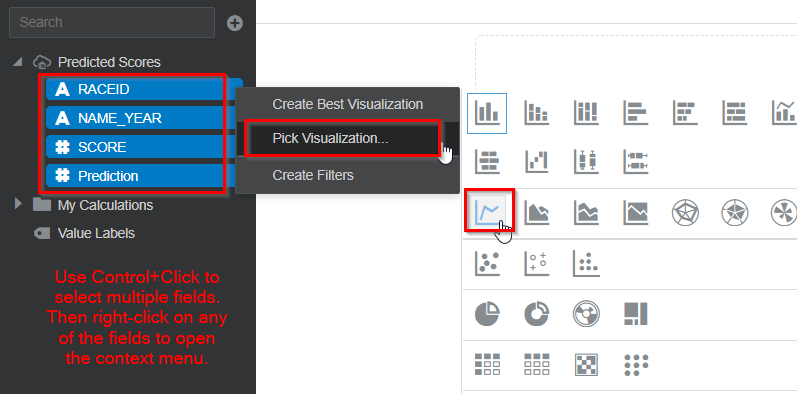 Search
Predicted Scores
A RACEID
A NAME_YEAR
# SCORE
# Prediction
My Calculations
Value Labels
Create Best Visualization
Pick Visualization...
Create Filters
Use Control+Click to
select multiple fields.
Then right-click on any
of the fields to open
the context menu.